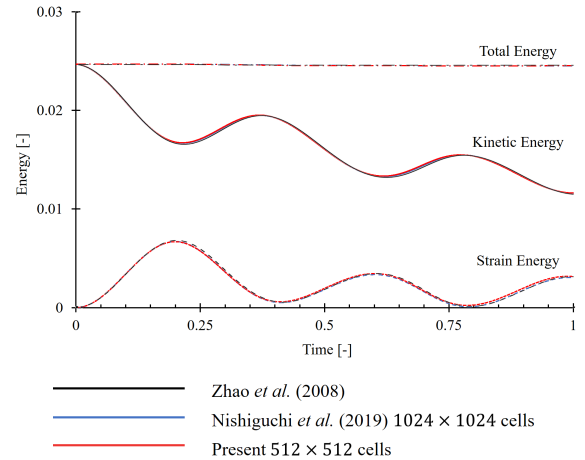 0.03
Total Energy
0.02
Kinetic Energy
Energy [-]
0.01
Strain Energy
0
0 0.25 0.5 0.75 1
Time [-]
Zhao et al. (2008)
Nishiguchi et al. (2019) 1024 × 1024 cells
Present 512 × 512 cells